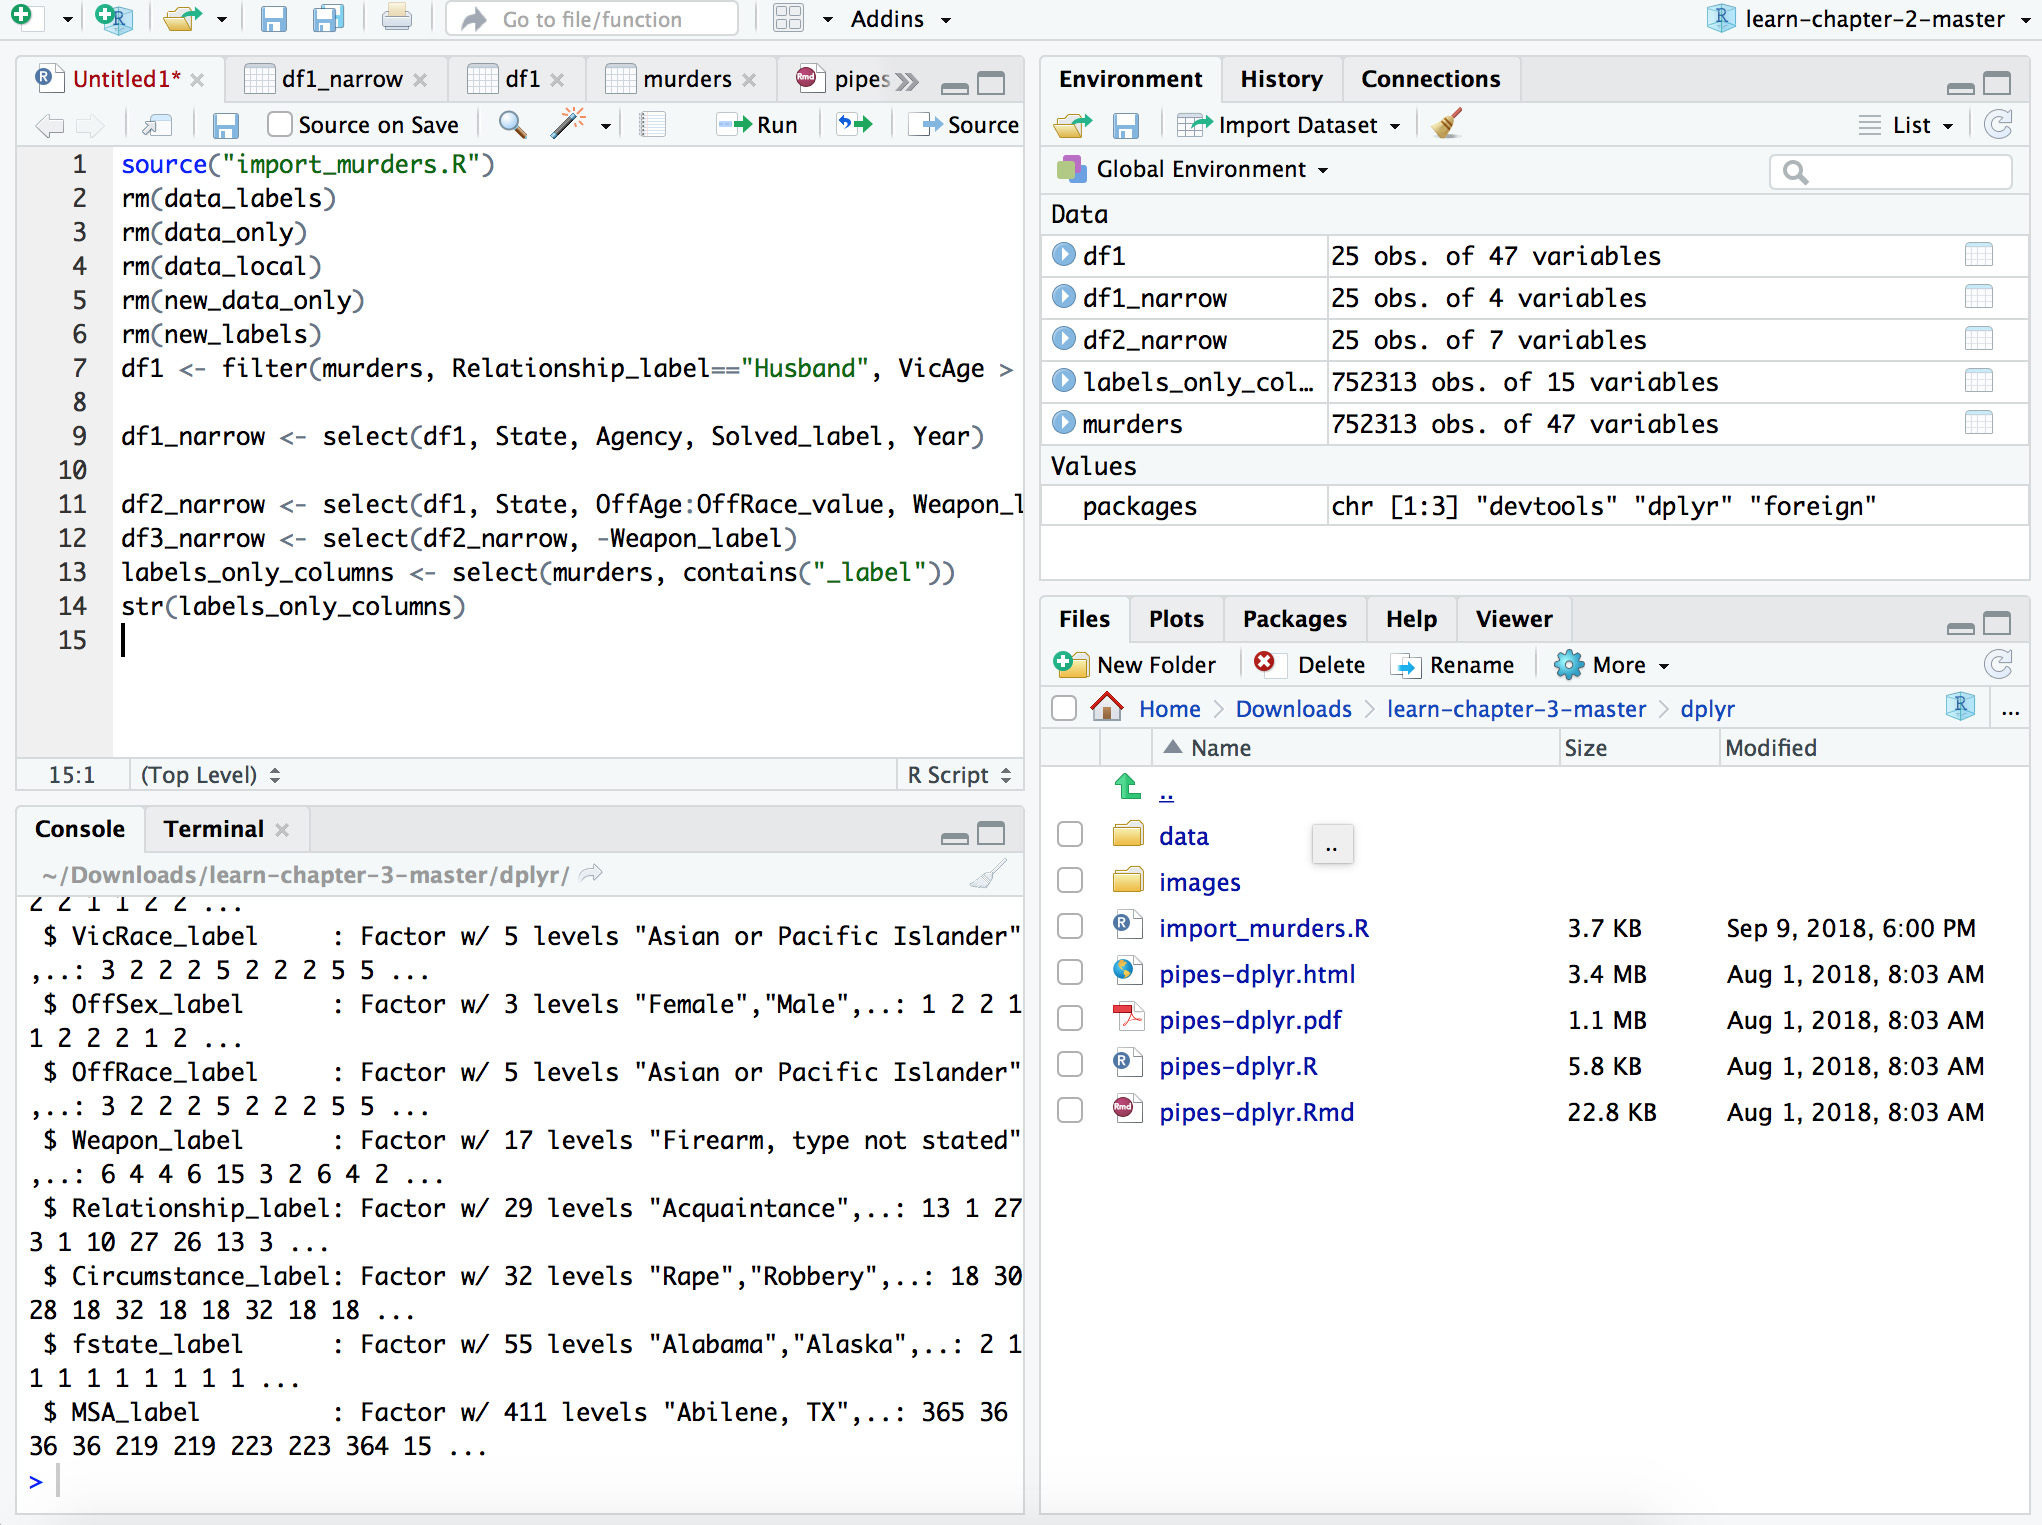 Go to file/function
Addins
learn-chapter-2-master
Untitled1*
df1_narrow
df1
murders
pipes
Source on Save
Run
Source
1 source("import_murders.R")
2 rm(data_labels)
3 rm(data_only)
4 rm(data_local)
5 rm(new_data_only)
6 rm(new_labels)
7 df1 <- filter(murders, Relationship_label=="Husband", VicAge >
8
9 df1_narrow <- select(df1, State, Agency, Solved_label, Year)
10
11 df2_narrow <- select(df1, State, OffAge:OffRace_value, Weapon_l
12 df3_narrow <- select(df2_narrow, -Weapon_label)
13 labels_only_columns <- select(murders, contains("_label"))
14 str(labels_only_columns)
15
15:1 (Top Level) R Script
Console Terminal
~/Downloads/learn-chapter-3-master/dplyr/
2 2 1 1 2 2 ...
$ VicRace_label : Factor w/ 5 levels "Asian or Pacific Islander"
,..: 3 2 2 2 5 2 2 2 5 5 ...
$ OffSex_label : Factor w/ 3 levels "Female","Male",..: 1 2 2 1
1 2 2 2 1 2 ...
$ OffRace_label : Factor w/ 5 levels "Asian or Pacific Islander"
,..: 3 2 2 2 5 2 2 2 5 5 ...
$ Weapon_label : Factor w/ 17 levels "Firearm, type not stated"
,..: 6 4 4 6 15 3 2 6 4 2 ...
$ Relationship_label: Factor w/ 29 levels "Acquaintance",..: 13 1 27
3 1 10 27 26 13 3 ...
$ Circumstance_label: Factor w/ 32 levels "Rape","Robbery",..: 18 30
28 18 32 18 18 32 18 18 ...
$ fstate_label : Factor w/ 55 levels "Alabama","Alaska",..: 2 1
1 1 1 1 1 1 1 1 ...
$ MSA_label : Factor w/ 411 levels "Abilene, TX",..: 365 36
36 36 219 219 223 223 364 15 ...
>
Environment History Connections
Import Dataset List
Global Environment
Data
df1 25 obs. of 47 variables
df1_narrow 25 obs. of 4 variables
df2_narrow 25 obs. of 7 variables
labels_only_col… 752313 obs. of 15 variables
murders 752313 obs. of 47 variables
Values
packages chr [1:3] "devtools" "dplyr" "foreign"
Files Plots Packages Help Viewer
New Folder Delete Rename More
Home Downloads learn-chapter-3-master dplyr ...
Name Size Modified
..
data
..
images
import_murders.R 3.7 KB Sep 9, 2018, 6:00 PM
pipes-dplyr.html 3.4 MB Aug 1, 2018, 8:03 AM
pipes-dplyr.pdf 1.1 MB Aug 1, 2018, 8:03 AM
pipes-dplyr.R 5.8 KB Aug 1, 2018, 8:03 AM
pipes-dplyr.Rmd 22.8 KB Aug 1, 2018, 8:03 AM